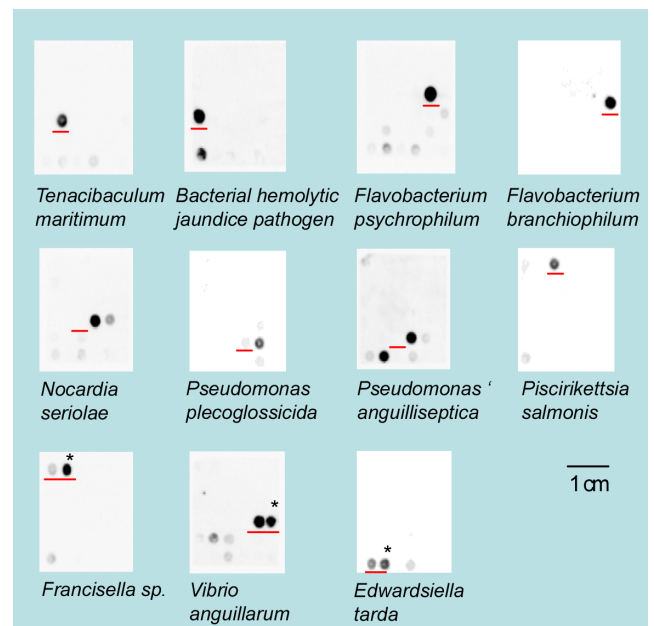 Tenacibaculum
maritimum
Bacterial hemolytic
jaundice pathogen
Flavobacterium
psychrophilum
Flavobacterium
branchiophilum
Nocardia
seriolae
Pseudomonas
plecoglossicida
Pseudomonas ‘
anguilliseptica
Piscirikettsia
salmonis
*
*
*
1 cm
Francisella sp.
Vibrio
anguillarum
Edwardsiella
tarda